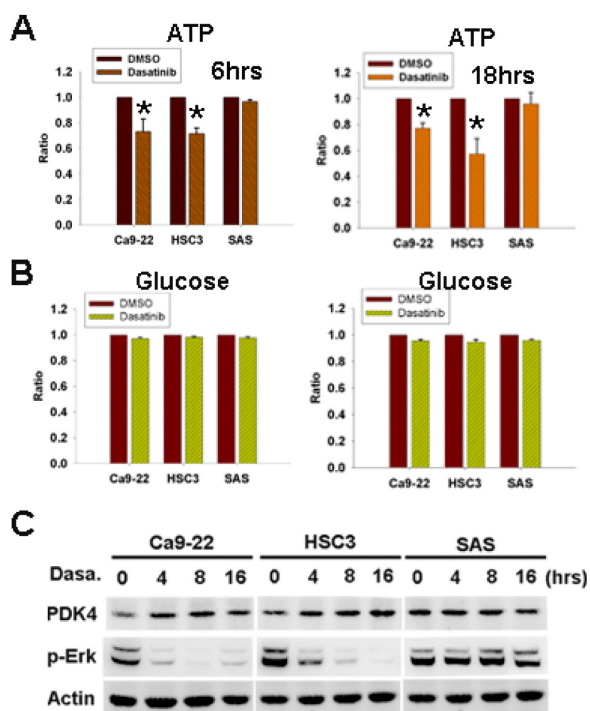 A
ATP
DMSO
Dasatinib
6hrs
1.2
1.0
0.8
0.6
0.4
0.2
0.0
Ratio
*
*
Ca9-22 HSC3 SAS
ATP
DMSO
Dasatinib
18hrs
1.2
1.0
0.8
0.6
0.4
0.2
0.0
Ratio
*
*
Ca9-22 HSC3 SAS
B
Glucose
DMSO
Dasatinib
1.2
1.0
0.8
0.6
0.4
0.2
0.0
Ratio
Ca9-22 HSC3 SAS
Glucose
DMSO
Dasatinib
1.2
1.0
0.8
0.6
0.4
0.2
0.0
Ratio
Ca9-22 HSC3 SAS
C
Ca9-22 HSC3 SAS
Dasa. 0 4 8 16 0 4 8 16 0 4 8 16 (hrs)
PDK4
p-Erk
Actin